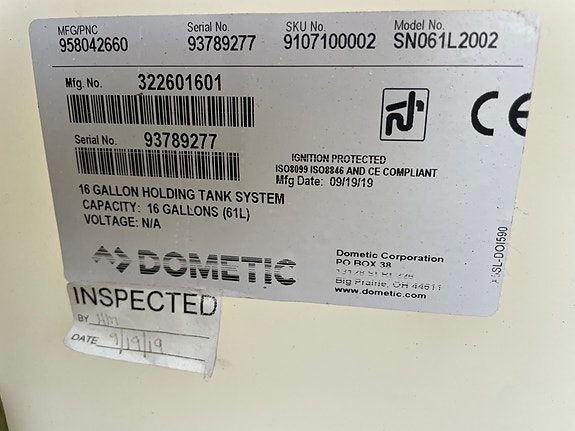 MFG/PNC Serial No. SKU No. Model No.
958042660 93789277 9107100002 SN061L2002
Mfg. No. 322601601
Serial No. 93789277
CE
IGNITION PROTECTED
ISO8099 ISO8846 AND CE COMPLIANT
Mfg Date: 09/19/19
16 GALLON HOLDING TANK SYSTEM
CAPACITY: 16 GALLONS (61L)
VOLTAGE: N/A
DOMETIC
Dometic Corporation
PO BOX 38
Big Prairie, OH 44611
www.dometic.com
INSPECTED
BY
DATE 9/19/19